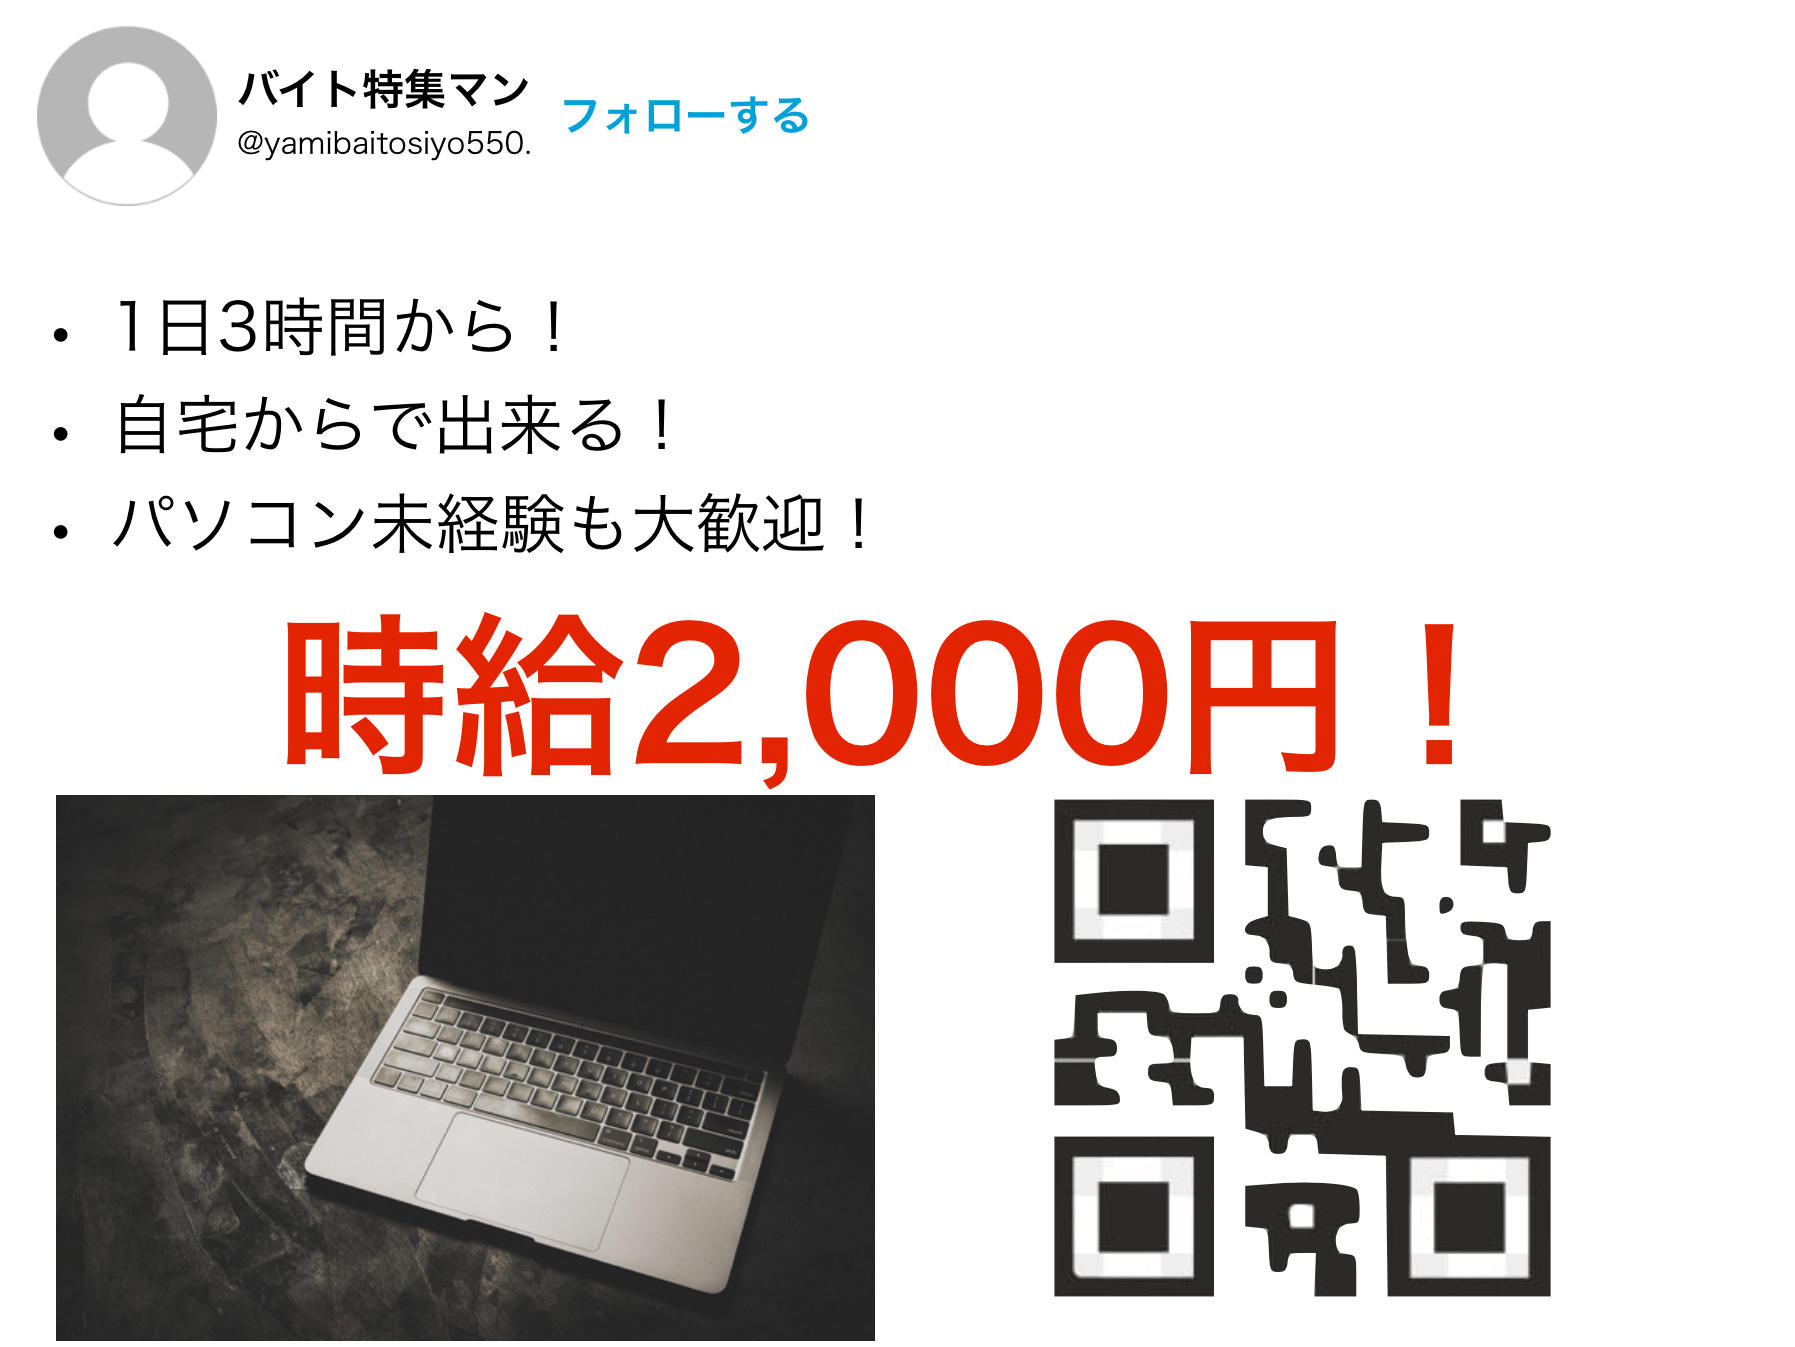 バイト特集マン
@yamibaitosiyo550.
フォローする
• 1日3時間から！
• 自宅からで出来る！
• パソコン未経験も大歓迎！
時給2,000円！